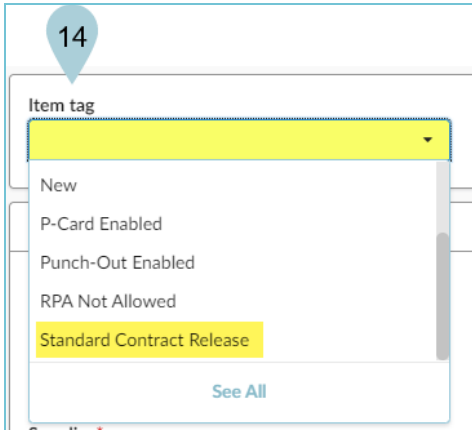 14
Item tag
New
P-Card Enabled
Punch-Out Enabled
RPA Not Allowed
Standard Contract Release
See All